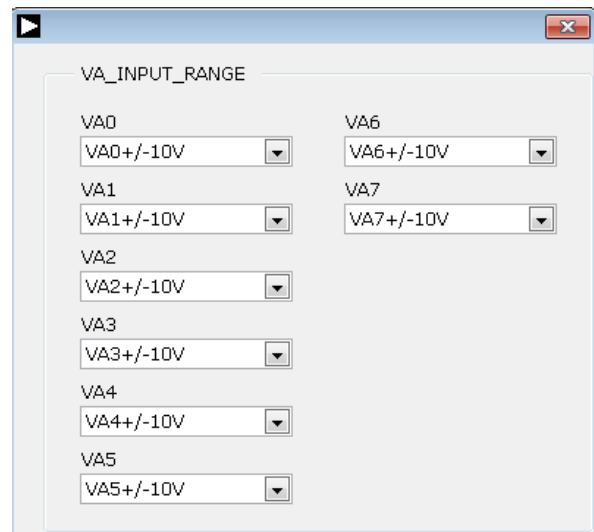 VA_INPUT_RANGE
VA0
VA0+/-10V
VA1
VA1+/-10V
VA2
VA2+/-10V
VA3
VA3+/-10V
VA4
VA4+/-10V
VA5
VA5+/-10V
VA6
VA6+/-10V
VA7
VA7+/-10V